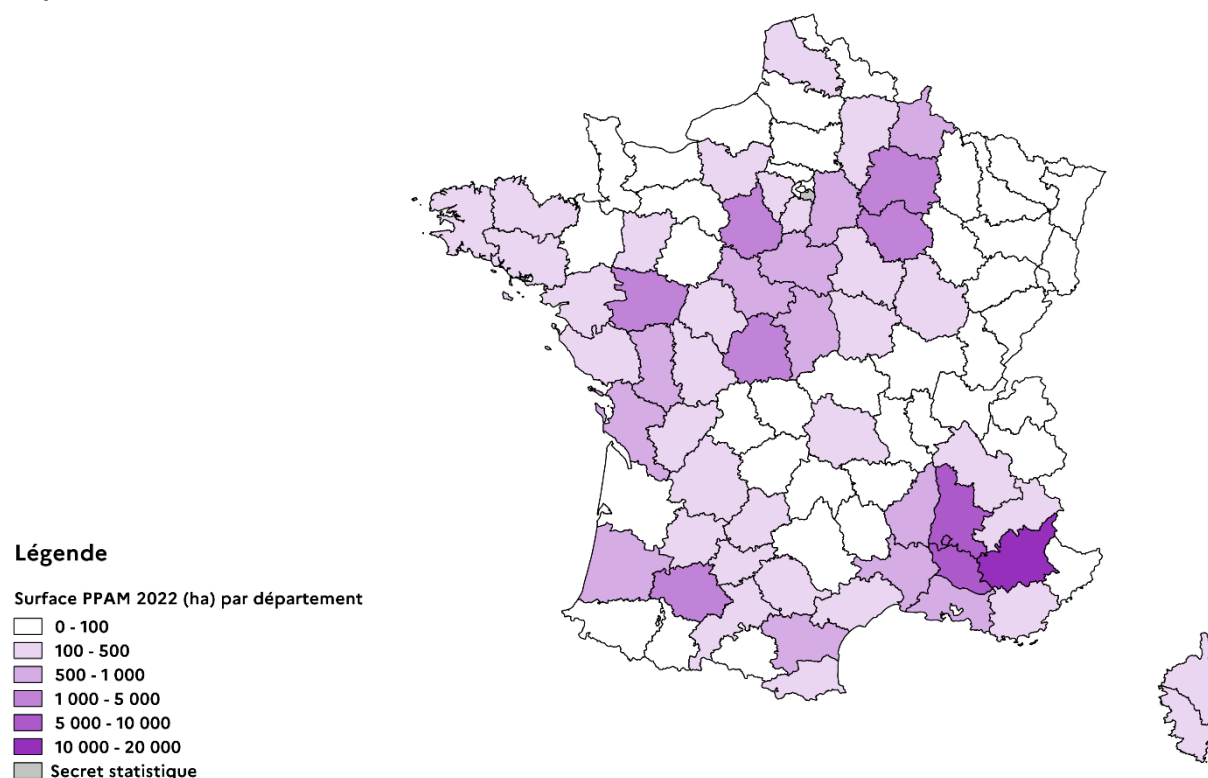 Légende
Surface PPAM 2022 (ha) par département
0 - 100
100 - 500
500 - 1 000
1 000 - 5 000
5 000 - 10 000
10 000 - 20 000
Secret statistique